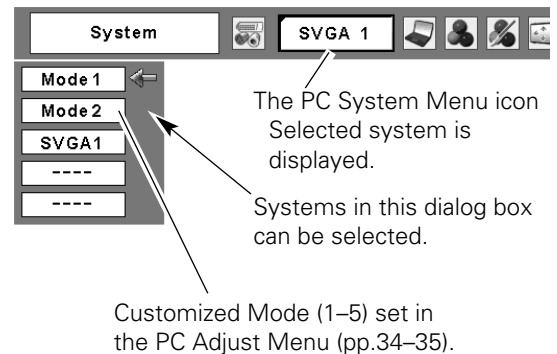 System
SVGA 1
Mode 1
Mode 2
SVGA1
----
----
The PC System Menu icon
Selected system is
displayed.
Systems in this dialog box
can be selected.
Customized Mode (1–5) set in
the PC Adjust Menu (pp.34–35).